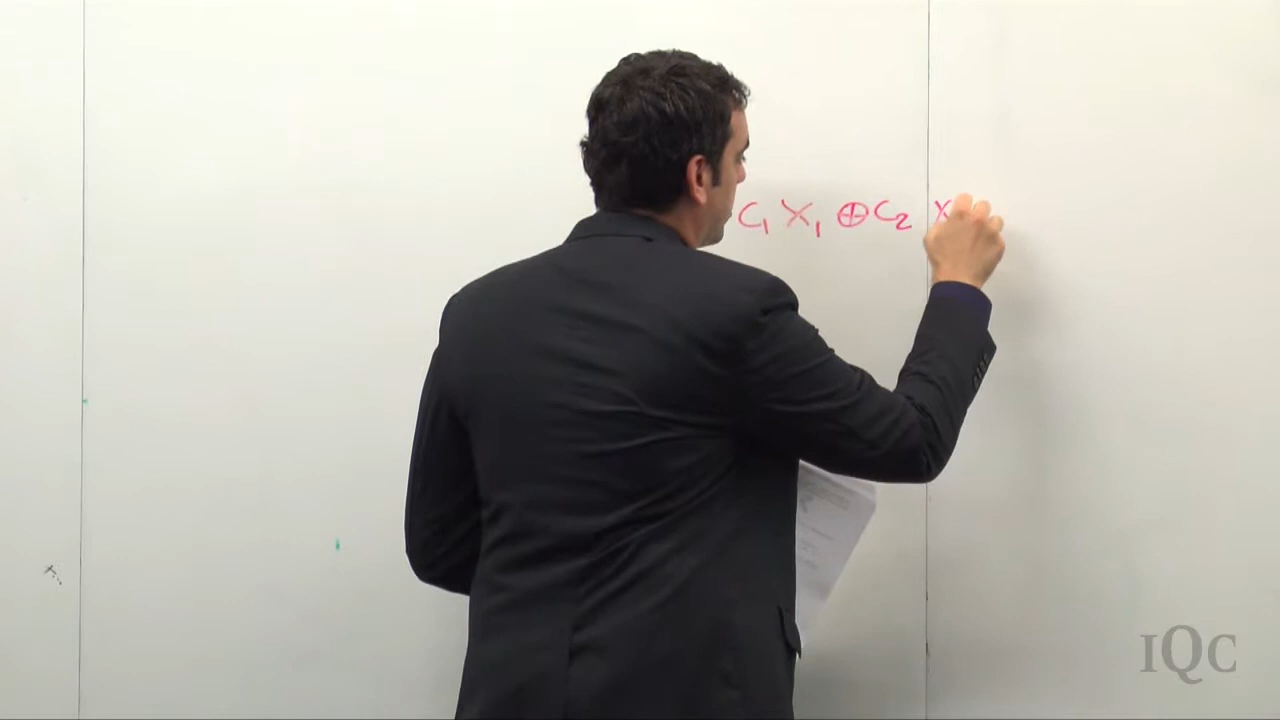 C₁ X₁ ⊕ C₂ X
IQC